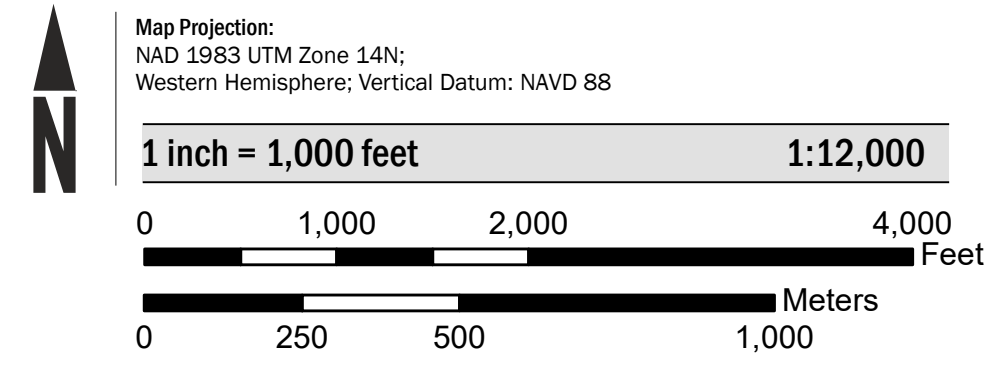 N
Map Projection:
NAD 1983 UTM Zone 14N;
Western Hemisphere; Vertical Datum: NAVD 88
1 inch = 1,000 feet 1:12,000
0 1,000 2,000 4,000
Feet
Meters
0 250 500 1,000